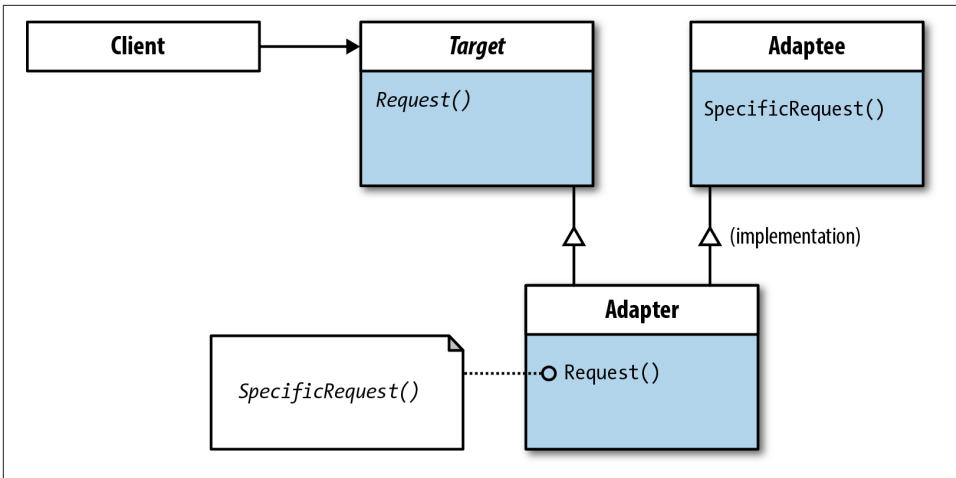 Client
Target
Request()
Adaptee
SpecificRequest()
(implementation)
Adapter
Request()
SpecificRequest()